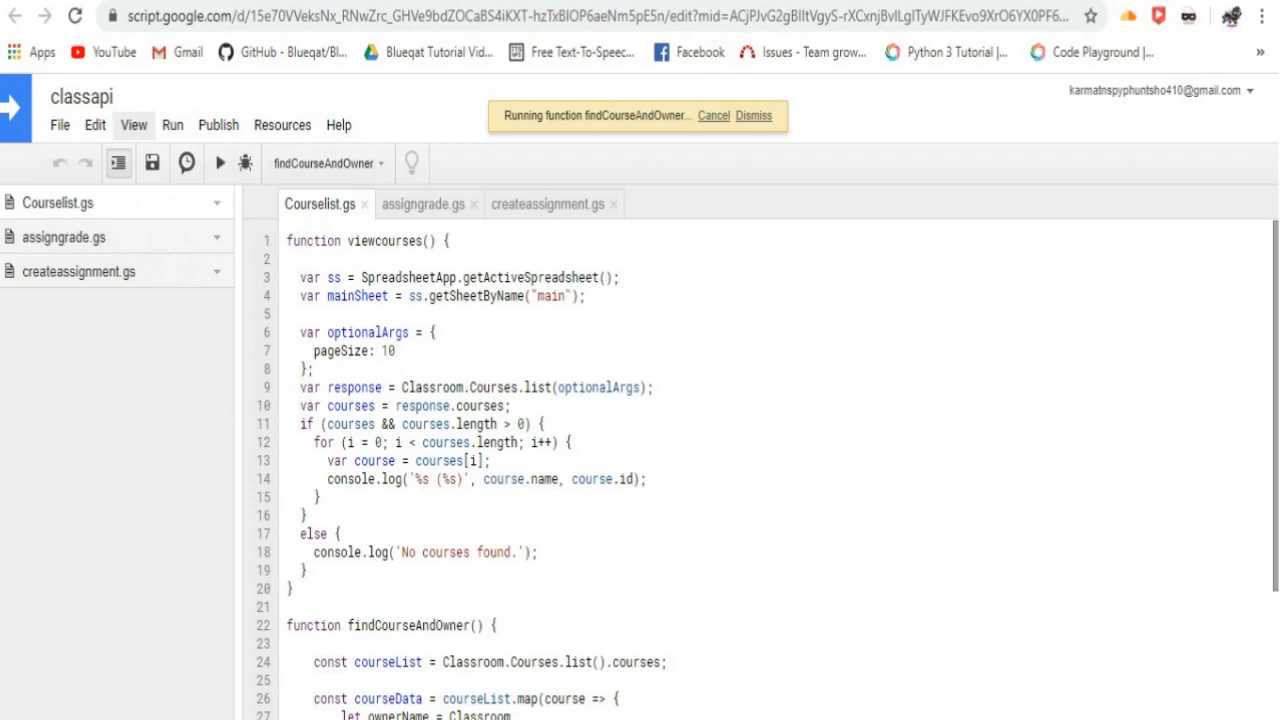 script.google.com/d/15e70VVeksNx_RNwZrc_GHVe9bdZOCaBS4iKXT-hzTxBIOP6aeNm5pE5n/edit?mid=ACjPJvG2gBIItVgyS-rXCxnjBvILgITyWJFKEvo9XrO6YX0PF6...
Apps YouTube Gmail GitHub - Blueqat/Bl... Blueqat Tutorial Vid... Free Text-To-Speec... Facebook Issues - Team grow... Python 3 Tutorial |... Code Playground |... »
classapi
karmatnspyphuntsho410@gmail.com
Running function findCourseAndOwner... Cancel Dismiss
File Edit View Run Publish Resources Help
findCourseAndOwner
Courselist.gs
assigngrade.gs
createassignment.gs
Courselist.gs × assigngrade.gs × createassignment.gs ×
1 function viewcourses() {
2
3 var ss = SpreadsheetApp.getActiveSpreadsheet();
4 var mainSheet = ss.getSheetByName("main");
5
6 var optionalArgs = {
7 pageSize: 10
8 };
9 var response = Classroom.Courses.list(optionalArgs);
10 var courses = response.courses;
11 if (courses && courses.length > 0) {
12 for (i = 0; i < courses.length; i++) {
13 var course = courses[i];
14 console.log('%s (%s)', course.name, course.id);
15 }
16 }
17 else {
18 console.log('No courses found.');
19 }
20 }
21
22 function findCourseAndOwner() {
23
24 const courseList = Classroom.Courses.list().courses;
25
26 const courseData = courseList.map(course => {
27 let ownerName = Classroom